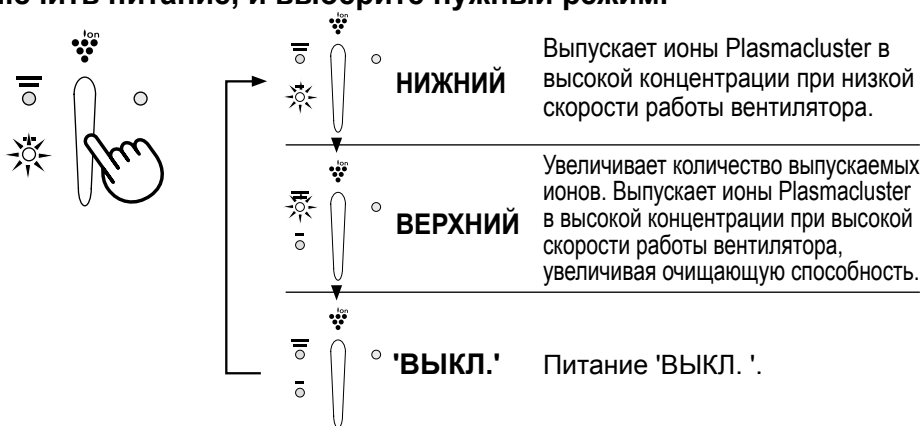 питание, и выберите нужный режим.
ion
ion
НИЖНИЙ
Выпускает ионы Plasmacluster в
высокой концентрации при низкой
скорости работы вентилятора.
ion
ВЕРХНИЙ
Увеличивает количество выпускаемых
ионов. Выпускает ионы Plasmacluster
в высокой концентрации при высокой
скорости работы вентилятора,
увеличивая очищающую способность.
ion
'ВЫКЛ.'
Питание 'ВЫКЛ. '.